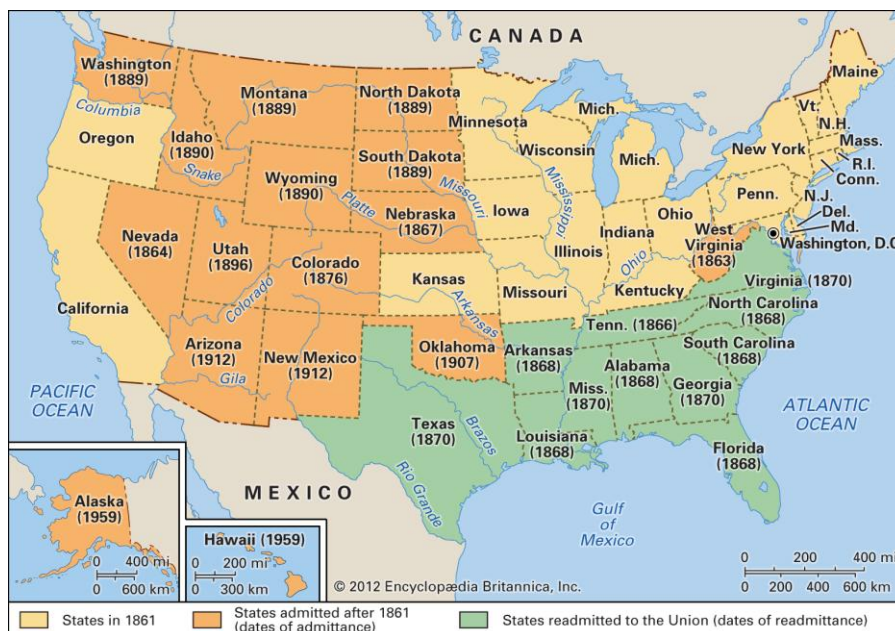 CANADA
Washington
(1889)
Montana
(1889)
North Dakota
(1889)
Minnesota
Mich.
Maine
Vt.
N.H.
Columbia
Oregon
Idaho
(1890)
Snake
Wyoming
(1890)
South Dakota
(1889)
Wisconsin
Mich.
New York
Mass.
R.I.
Conn.
Platte
Missouri
Mississippi
Nebraska
(1867)
Iowa
Penn.
N.J.
Nevada
(1864)
Utah
(1896)
Colorado
(1876)
Illinois
Indiana
Ohio
West
Virginia
(1863)
Del.
Md.
Washington, D.C
California
Colorado
Kansas
Missouri
Ohio
Kentucky
Virginia (1870)
Arkansas
North Carolina
(1868)
Arizona
(1912)
Gila
New Mexico
(1912)
Oklahoma
(1907)
Arkansas
(1868)
Tenn. (1866)
South Carolina
(1868)
Miss.
(1870)
Alabama
(1868)
Georgia
(1870)
PACIFIC
OCEAN
Texas
(1870)
Brazos
Louisiana
(1868)
ATLANTIC
OCEAN
Florida
(1868)
Rio Grande
MEXICO
Gulf
of
Mexico
Alaska
(1959)
0 400 mi
0 600 km
Hawaii (1959)
0 200 mi
0 300 km
© 2012 Encyclopædia Britannica, Inc.
0 200 400 mi
0 200 400 600 km
States in 1861
States admitted after 1861
(dates of admittance)
States readmitted to the Union (dates of readmittance)